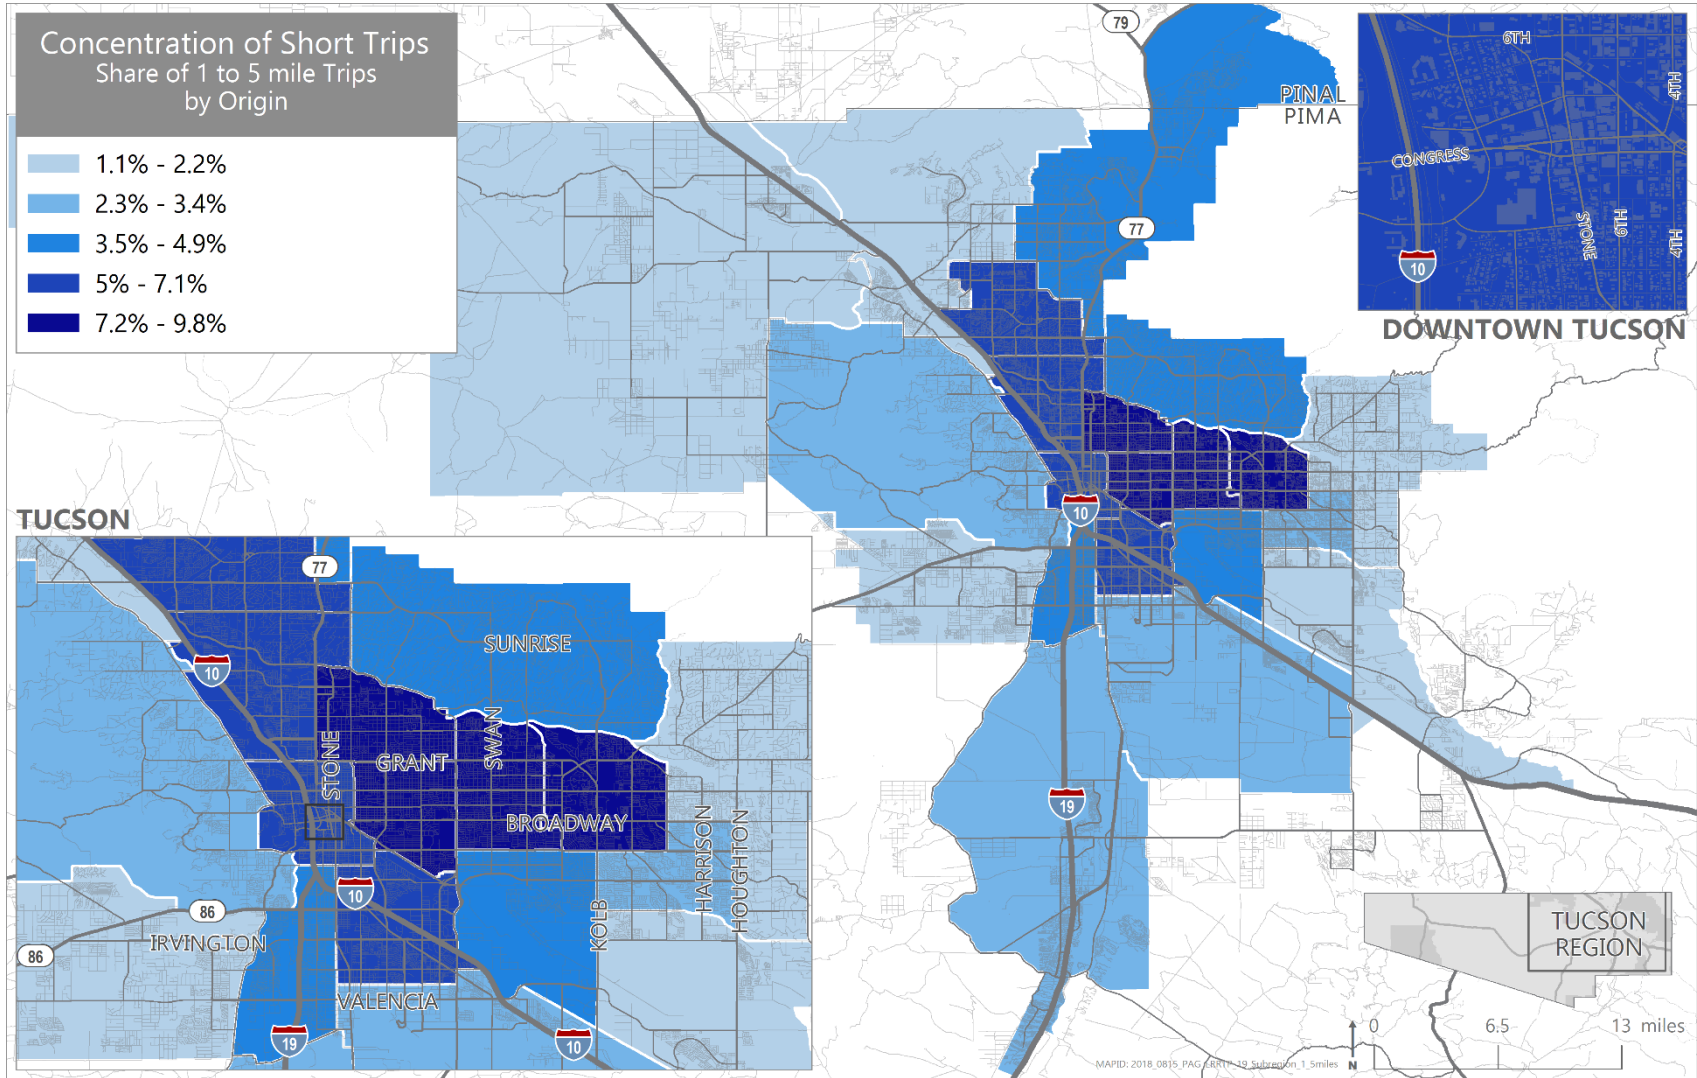 Concentration of Short Trips
Share of 1 to 5 mile Trips
by Origin
1.1% - 2.2%
2.3% - 3.4%
3.5% - 4.9%
5% - 7.1%
7.2% - 9.8%
79
PINAL
PIMA
77
10
19
6TH
4TH
CONGRESS
STONE
6TH
4TH
10
DOWNTOWN TUCSON
TUCSON
77
SUNRISE
10
STONE
GRANT
SWAN
BROADWAY
HARRISON
HOUGHTON
10
86
IRVINGTON
KOLB
86
VALENCIA
19
10
TUCSON
REGION
0 6.5 13 miles
N
MAPID: 2018_0815_PAG_
Subregion_1_5miles